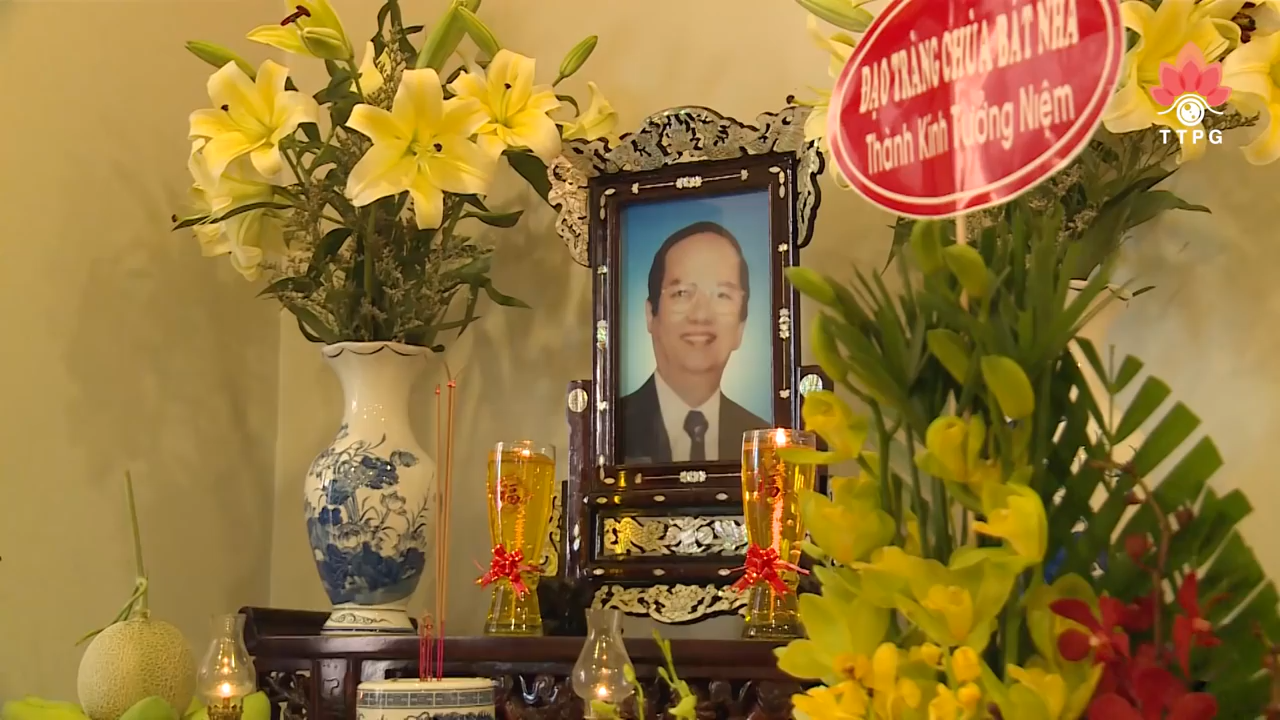 ĐẠO TRÀNG CHÙA BÁT NHÃ
Thành Kính Tưởng Niệm
TTPG